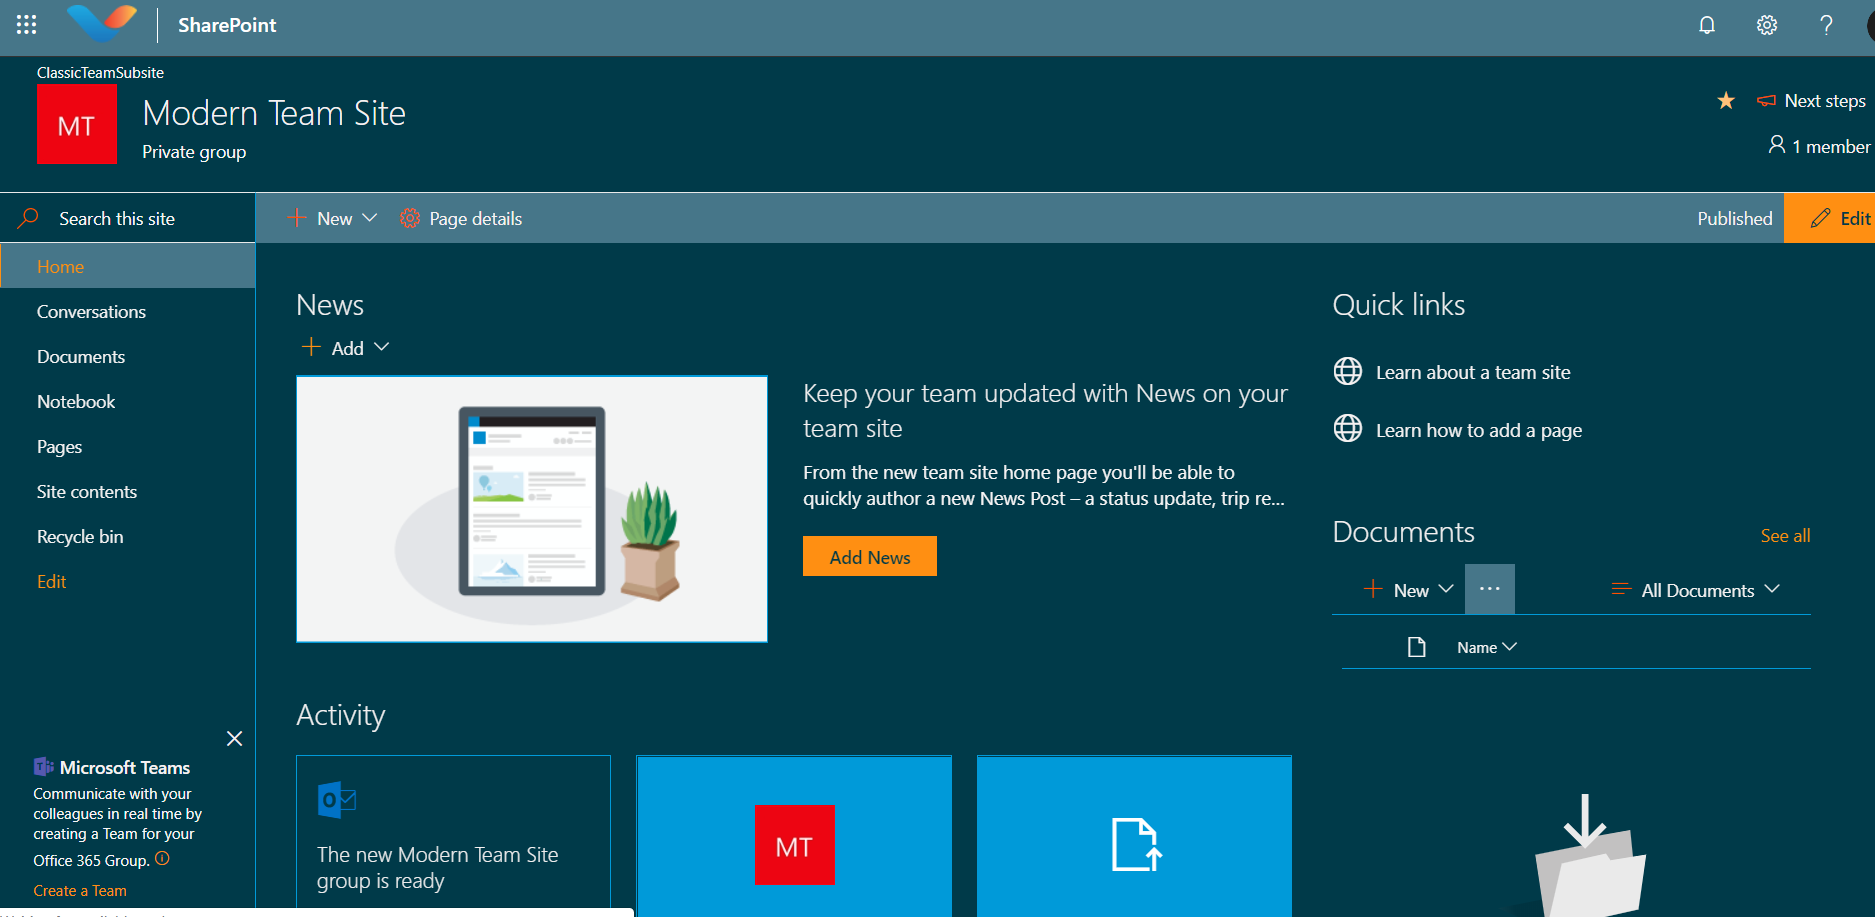 SharePoint
ClassicTeamSubsite
MT
Modern Team Site
Private group
Next steps
1 member
Search this site
New
Page details
Published
Edit
Home
Conversations
Documents
Notebook
Pages
Site contents
Recycle bin
Edit
Microsoft Teams
Communicate with your
colleagues in real time by
creating a Team for your
Office 365 Group.
Create a Team
News
Add
Keep your team updated with News on your
team site
From the new team site home page you'll be able to
quickly author a new News Post – a status update, trip re...
Add News
Activity
The new Modern Team Site
group is ready
MT
Quick links
Learn about a team site
Learn how to add a page
Documents
See all
New
All Documents
Name